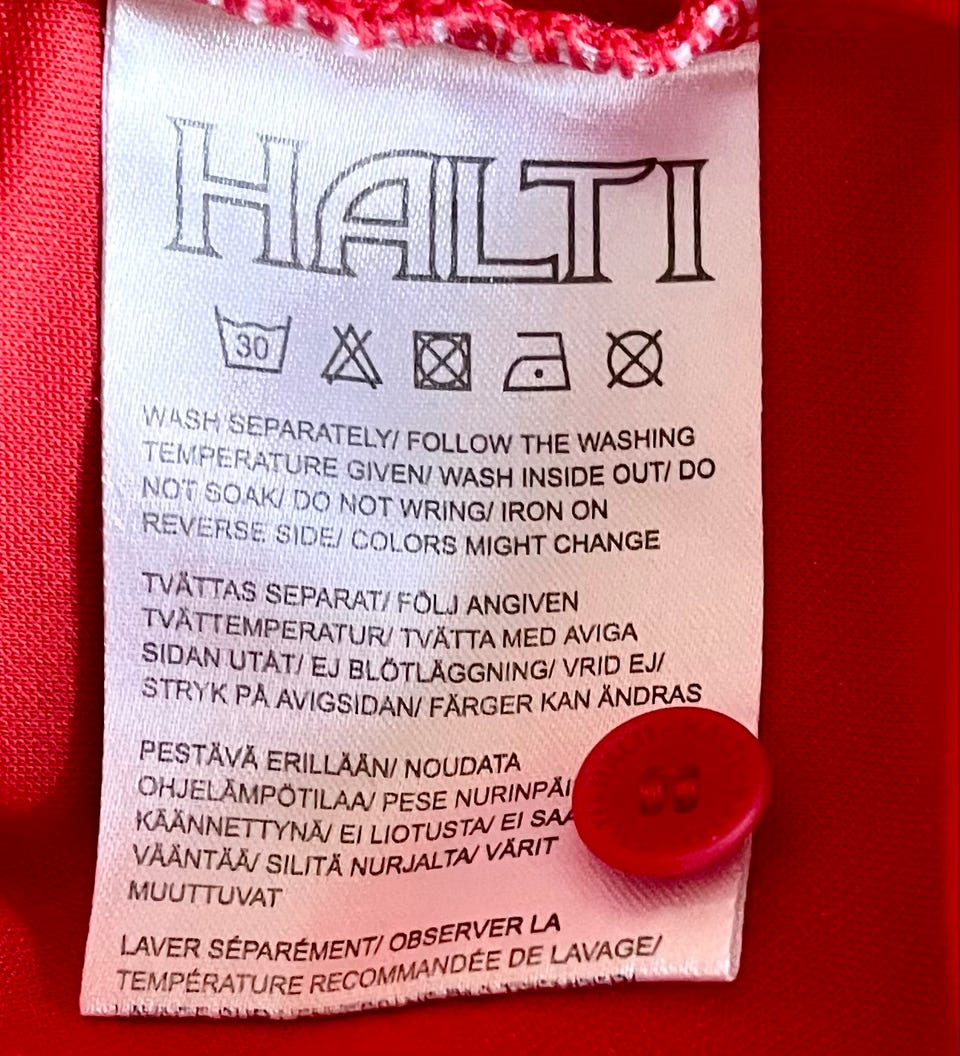 HALTI
30
WASH SEPARATELY/ FOLLOW THE WASHING
TEMPERATURE GIVEN/ WASH INSIDE OUT/ DO
NOT SOAK/ DO NOT WRING/ IRON ON
REVERSE SIDE/ COLORS MIGHT CHANGE
TVÄTTAS SEPARAT/ FÖLJ ANGIVEN
TVÄTTEMPERATUR/ TVÄTTA MED AVIGA
SIDAN UTÅT/ EJ BLÖTLÄGGNING/ VRID EJ/
STRYK PÅ AVIGSIDAN/ FÄRGER KAN ÄNDRAS
PESTÄVÄ ERILLÄÄN/ NOUDATA
OHJELÄMPÖTILAA/ PESE
KÄÄNNETTYNÄ/ EI LIOTUSTA/ EI
VÄÄNTÄÄ/ SILITÄ NURJALTA/ VÄRIT
MUUTTUVAT
LAVER SÉPARÉMENT/ OBSERVER LA
TEMPÉRATURE RECOMMANDÉE DE LAVAGE/